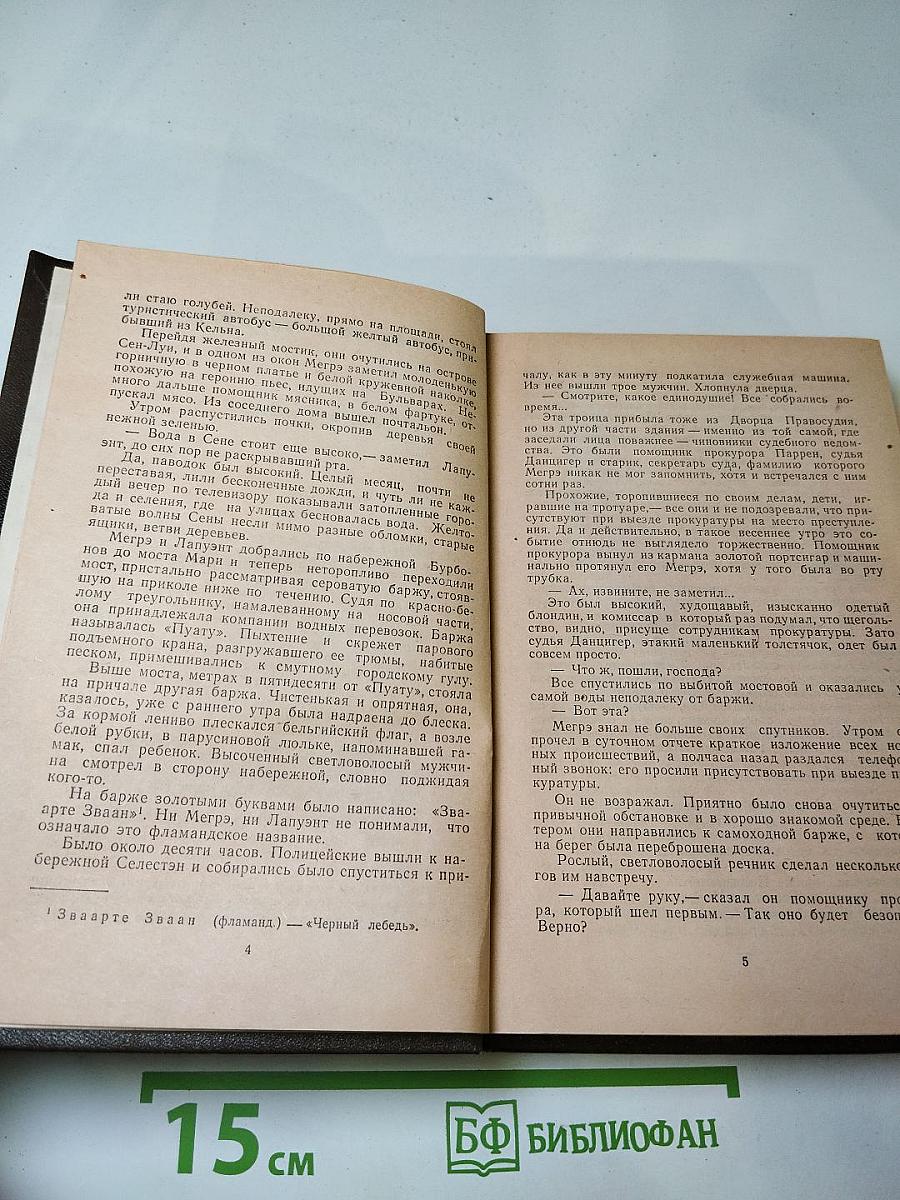 ли стаю голубей. Неподалеку, прямо на площади, стоял
туристический автобус — большой желтый автобус, при-
бывший из Кельна.
Перейдя железный мостик, они очутились на острове
Сен-Луи, и в одном из окон Мегрэ заметил молоденькую
горничную в черном платье и белой кружевной наколке,
похожую на героиню пьес, идущих на Бульварах. Не-
много дальше помощник мясника, в белом фартуке, от-
пускал мясо. Из соседнего дома вышел почтальон.
Утром распустились почки, окропив деревья своей
нежной зеленью.
— Вода в Сене стоит еще высоко,— заметил Лапу-
энт, до сих пор не раскрывавший рта.
Да, паводок был высокий. Целый месяц, почти не
переставая, лили бесконечные дожди, и чуть ли не каж-
дый вечер по телевизору показывали затопленные горо-
да и селения, где на улицах бесновалась вода. Желто-
ватые волны Сены несли мимо разные обломки, старые
ящики, ветви деревьев.
Мегрэ и Лапуэнт добрались по набережной Бурбо-
нов до моста Мари и теперь неторопливо переходили
мост, пристально рассматривая сероватую баржу, стояв-
шую на приколе ниже по течению. Судя по красно-бе-
лому треугольнику, намалеванному на носовой части,
она принадлежала компании водных перевозок. Баржа
называлась «Пуату». Пыхтение и скрежет парового
подъемного крана, разгружавшего ее трюмы, набитые
песком, примешивались к смутному городскому гулу.
Выше моста, метрах в пятидесяти от «Пуату», стояла
на причале другая баржа. Чистенькая и опрятная, она,
казалось, уже с раннего утра была надраена до блеска.
За кормой лениво плескался бельгийский флаг, а возле
белой рубки, в парусиновой люльке, напоминавшей га-
мак, спал ребенок. Высоченный светловолосый мужчи-
на смотрел в сторону набережной, словно поджидая
кого-то.
На барже золотыми буквами было написано: «Зва-
арте Зваан»¹. Ни Мегрэ, ни Лапуэнт не понимали, что
означало это фламандское название.
Было около десяти часов. Полицейские вышли к на-
бережной Селестэн и собирались было спуститься к при-
¹ Зваарте Зваан (фламанд.) — «Черный лебедь».
4
чалу, как в эту минуту подкатила служебная машина.
Из нее вышли трое мужчин. Хлопнула дверца.
— Смотрите, какое единодушие! Все собрались во-
время...
Эта троица прибыла тоже из Дворца Правосудия,
но из другой части здания — именно из той самой, где
заседали лица поважнее — чиновники судебного ведом-
ства. Это были помощник прокурора Паррен, судья
Данцигер и старик, секретарь суда, фамилию которого
Мегрэ никак не мог запомнить, хотя и встречался с ним
сотни раз.
Прохожие, торопившиеся по своим делам, дети, иг-
равшие на тротуаре,— все они и не подозревали, что при-
сутствуют при выезде прокуратуры на место преступле-
ния. Да и действительно, в такое весеннее утро это со-
бытие отнюдь не выглядело торжественно. Помощник
прокурора вынул из кармана золотой портсигар и маши-
нально протянул его Мегрэ, хотя у того была во рту
трубка.
— Ах, извините, не заметил...
Это был высокий, худощавый, изысканно одетый
блондин, и комиссар в который раз подумал, что щеголь-
ство, видно, присуще сотрудникам прокуратуры. Зато
судья Данцигер, этакий маленький толстячок, одет был
совсем просто.
— Что ж, пошли, господа?
Все спустились по выбитой мостовой и оказались у
самой воды неподалеку от баржи.
— Вот эта?
Мегрэ знал не больше своих спутников. Утром
прочел в суточном отчете краткое изложение всех
ных происшествий, а полчаса назад раздался
ный звонок: его просили присутствовать при выезде
куратуры.
Он не возражал. Приятно было снова очутиться
привычной обстановке и в хорошо знакомой среде.
тером они направились к самоходной барже, с
на берег была переброшена доска.
Рослый, светловолосый речник сделал несколько
гов им навстречу.
— Давайте руку,— сказал он помощнику
ра, который шел первым.— Так оно будет
Верно?
5
15 см
БФ БИБЛИОФАН